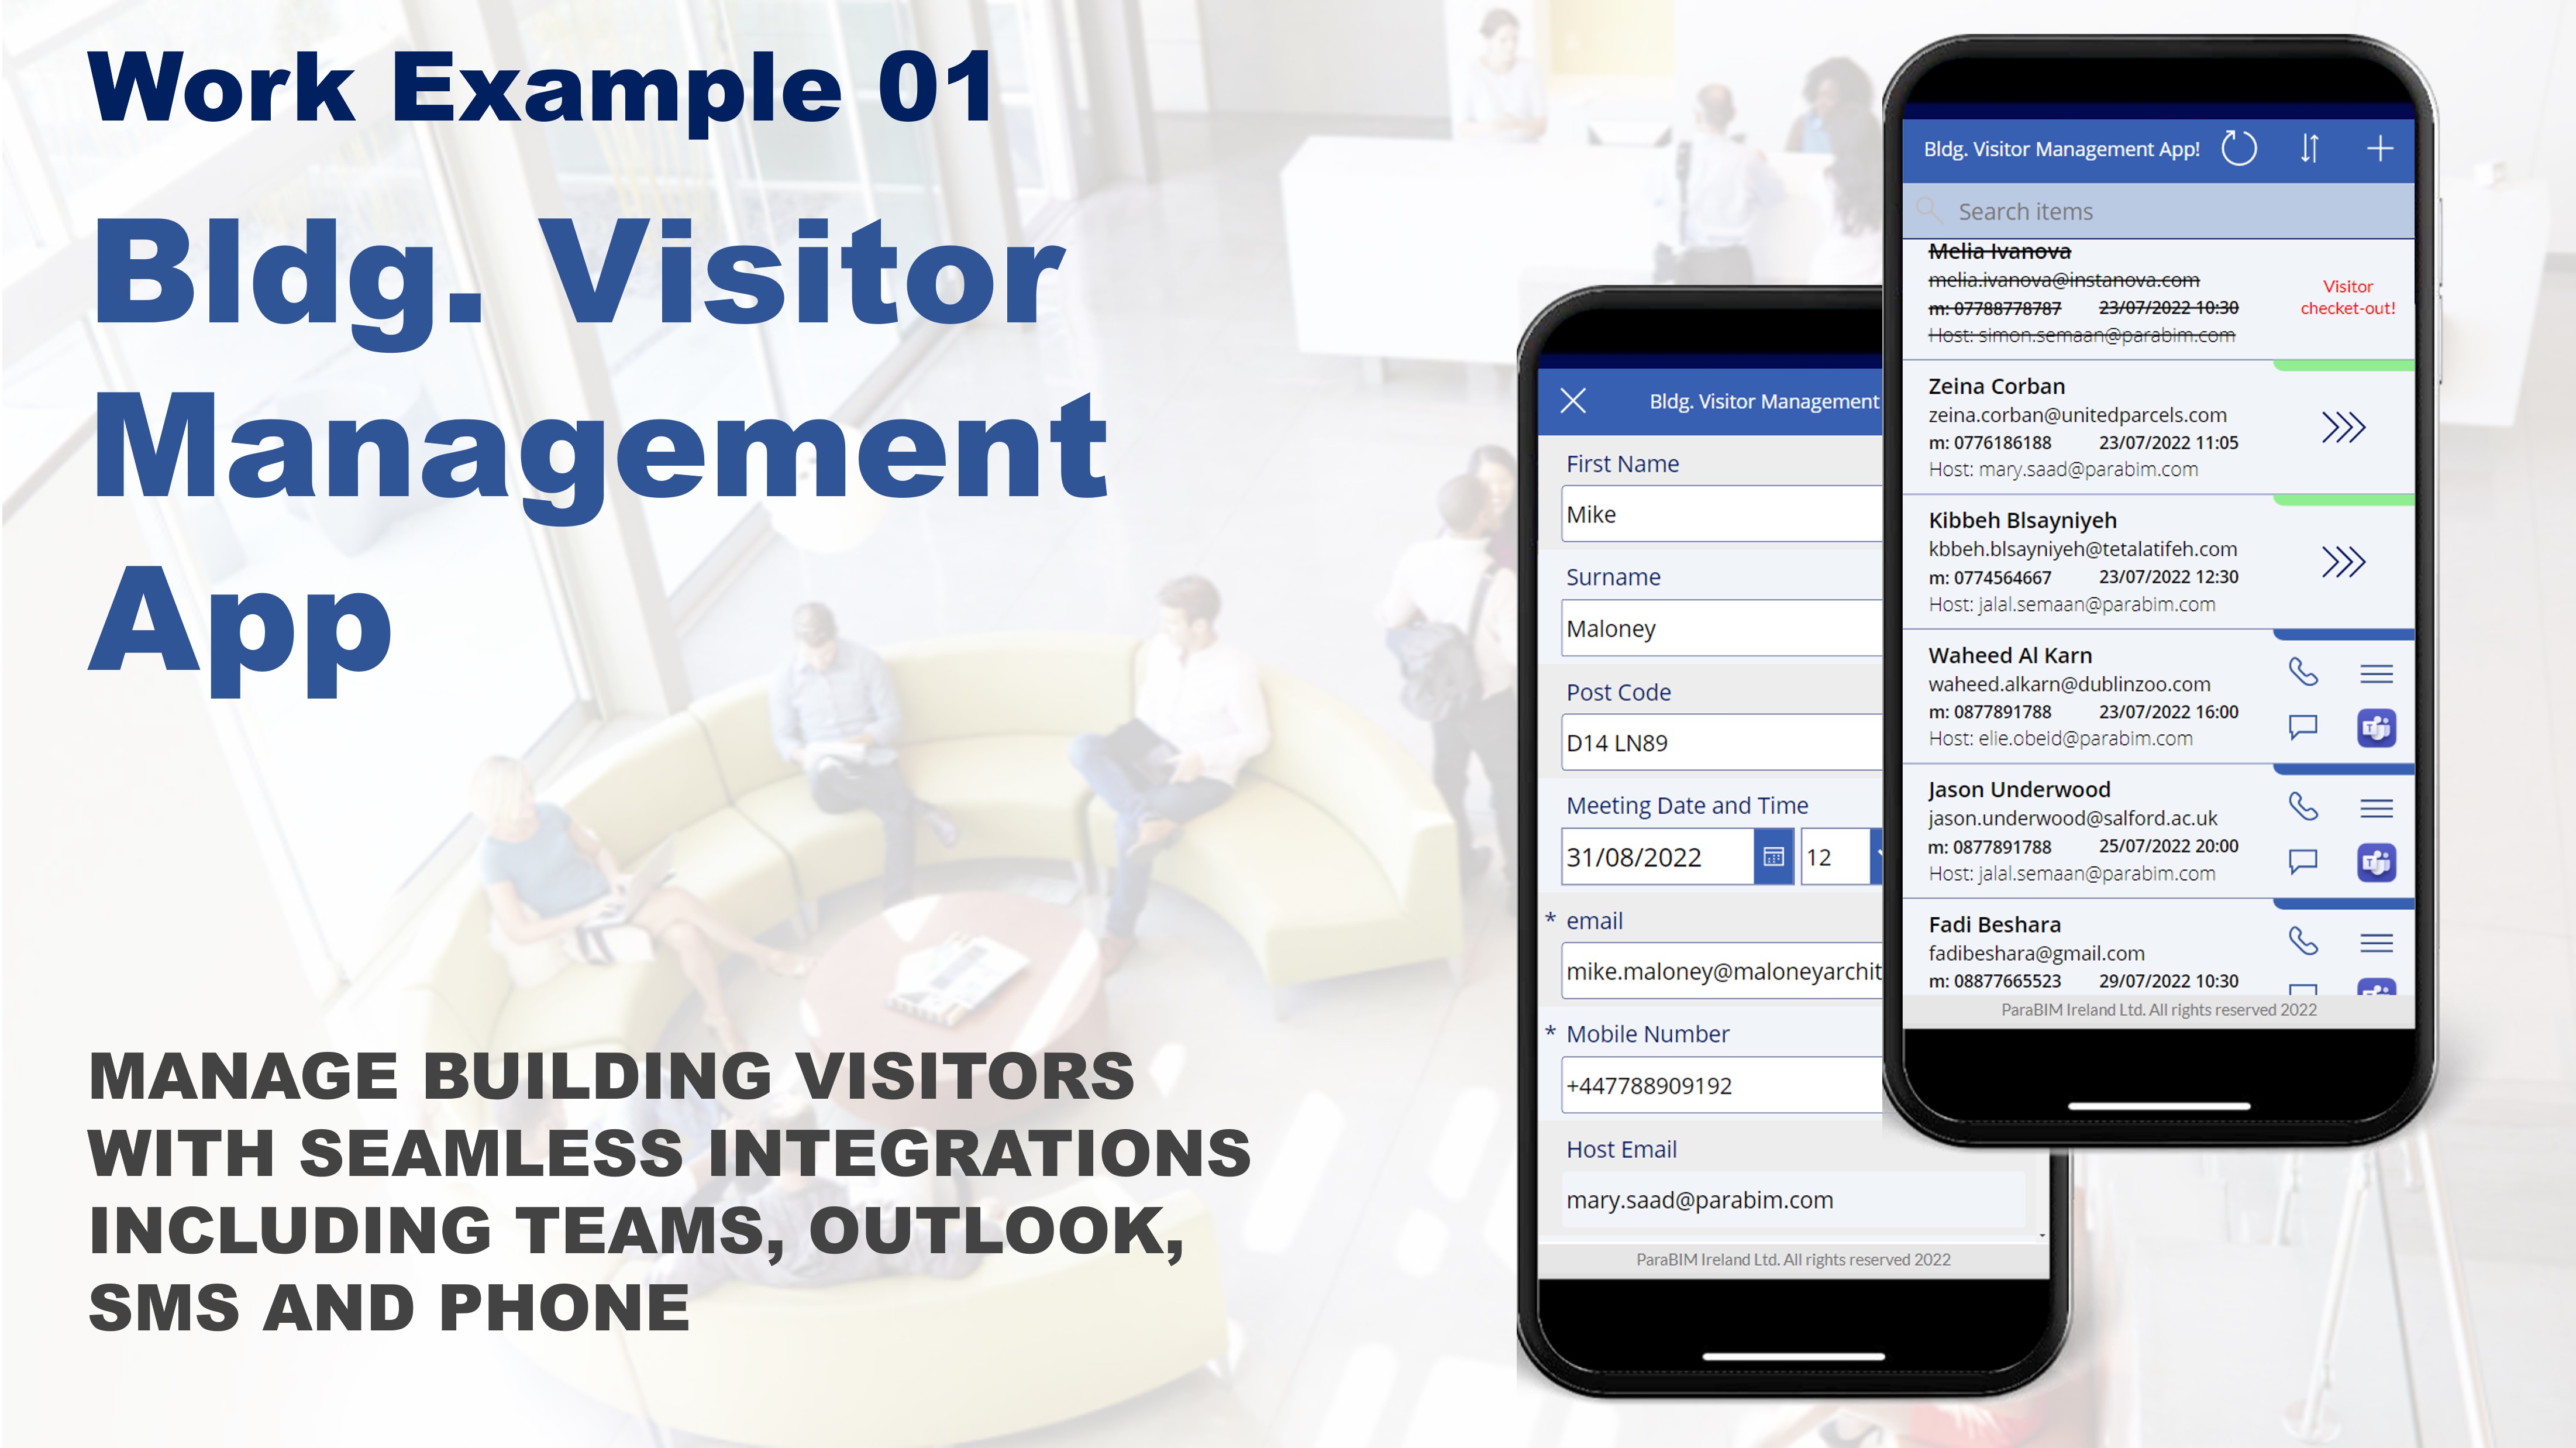 Work Example 01
Bldg. Visitor
Management
App
MANAGE BUILDING VISITORS
WITH SEAMLESS INTEGRATIONS
INCLUDING TEAMS, OUTLOOK,
SMS AND PHONE
Bldg. Visitor Management
First Name
Mike
Surname
Maloney
Post Code
D14 LN89
Meeting Date and Time
31/08/2022 12
* email
mike.maloney@maloneyarchit
* Mobile Number
+447788909192
Host Email
mary.saad@parabim.com
ParaBIM Ireland Ltd. All rights reserved 2022
Bldg. Visitor Management App!
Search items
Melia Ivanova
melia.ivanova@instanova.com
m: 07788778787 23/07/2022 10:30
Host: simon.semaan@parabim.com
Visitor
checket-out!
Zeina Corban
zeina.corban@unitedparcels.com
m: 0776186188 23/07/2022 11:05
Host: mary.saad@parabim.com
Kibbeh Blsayniyeh
kbbeh.blsayniyeh@tetalatifeh.com
m: 0774564667 23/07/2022 12:30
Host: jalal.semaan@parabim.com
Waheed Al Karn
waheed.alkarn@dublinzoo.com
m: 0877891788 23/07/2022 16:00
Host: elie.obeid@parabim.com
Jason Underwood
jason.underwood@salford.ac.uk
m: 0877891788 25/07/2022 20:00
Host: jalal.semaan@parabim.com
Fadi Beshara
fadibeshara@gmail.com
m: 08877665523 29/07/2022 10:30
ParaBIM Ireland Ltd. All rights reserved 2022